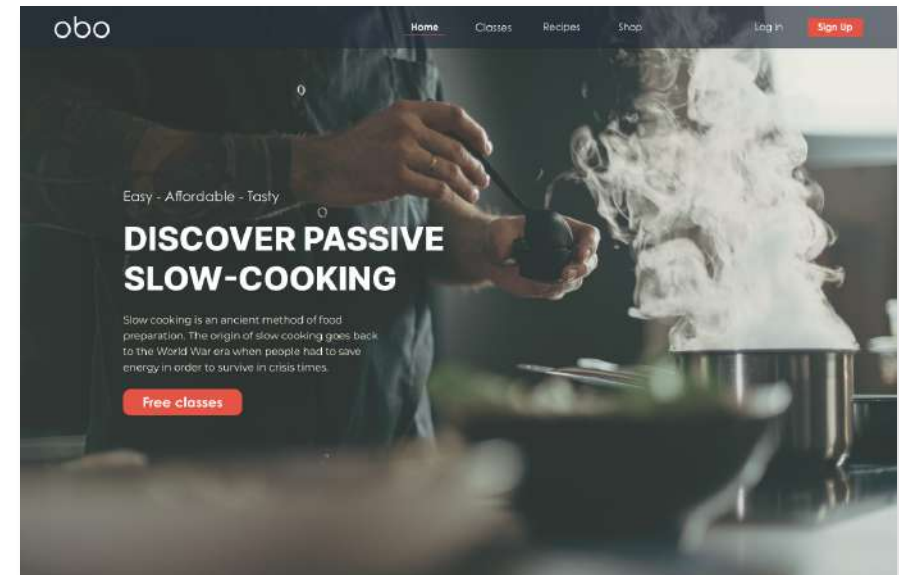 obo
Home Classes Recipes Shop Log in Sign Up
Easy - Affordable - Tasty
DISCOVER PASSIVE
SLOW-COOKING
Slow cooking is an ancient method of food
preparation. The origin of slow cooking goes back
to the World War era when people had to save
energy in order to survive in crisis times.
Free classes